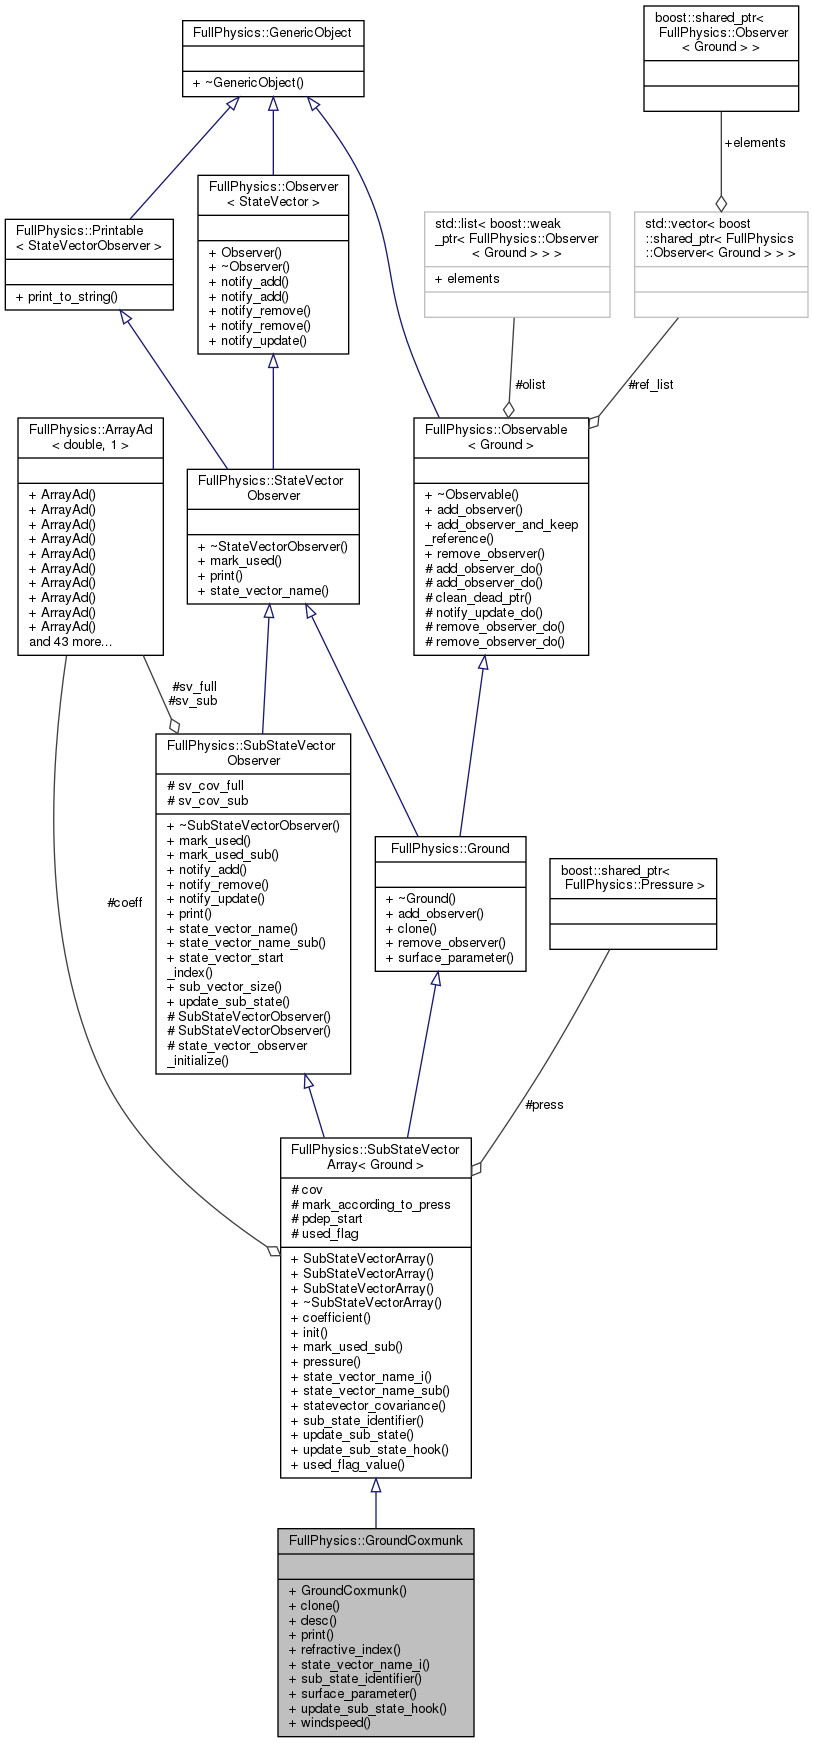 FullPhysics::GenericObject
+ ~GenericObject()
boost::shared_ptr<
FullPhysics::Observer
< Ground > >
+elements
FullPhysics::Observer
< StateVector >
+ Observer()
+ ~Observer()
+ notify_add()
+ notify_add()
+ notify_remove()
+ notify_remove()
+ notify_update()
FullPhysics::Printable
< StateVectorObserver >
+ print_to_string()
std::list< boost::weak
_ptr< FullPhysics::Observer
< Ground > > >
+ elements
std::vector< boost
::shared_ptr< FullPhysics
::Observer< Ground > > >
#olist
#ref_list
FullPhysics::ArrayAd
< double, 1 >
+ ArrayAd()
+ ArrayAd()
+ ArrayAd()
+ ArrayAd()
+ ArrayAd()
+ ArrayAd()
+ ArrayAd()
+ ArrayAd()
+ ArrayAd()
+ ArrayAd()
and 43 more...
FullPhysics::StateVector
Observer
+ ~StateVectorObserver()
+ mark_used()
+ print()
+ state_vector_name()
FullPhysics::Observable
< Ground >
+ ~Observable()
+ add_observer()
+ add_observer_and_keep
_reference()
+ remove_observer()
# add_observer_do()
# add_observer_do()
# clean_dead_ptr()
# notify_update_do()
# remove_observer_do()
# remove_observer_do()
#sv_full
#sv_sub
FullPhysics::SubStateVector
Observer
# sv_cov_full
# sv_cov_sub
+ ~SubStateVectorObserver()
+ mark_used()
+ mark_used_sub()
+ notify_add()
+ notify_remove()
+ notify_update()
+ print()
+ state_vector_name()
+ state_vector_name_sub()
+ state_vector_start
_index()
+ sub_vector_size()
+ update_sub_state()
# SubStateVectorObserver()
# SubStateVectorObserver()
# state_vector_observer
_initialize()
FullPhysics::Ground
+ ~Ground()
+ add_observer()
+ clone()
+ remove_observer()
+ surface_parameter()
boost::shared_ptr<
FullPhysics::Pressure >
#coeff
#press
FullPhysics::SubStateVector
Array< Ground >
# cov
# mark_according_to_press
# pdep_start
# used_flag
+ SubStateVectorArray()
+ SubStateVectorArray()
+ SubStateVectorArray()
+ ~SubStateVectorArray()
+ coefficient()
+ init()
+ mark_used_sub()
+ pressure()
+ state_vector_name_i()
+ state_vector_name_sub()
+ statevector_covariance()
+ sub_state_identifier()
+ update_sub_state()
+ update_sub_state_hook()
+ used_flag_value()
FullPhysics::GroundCoxmunk
+ GroundCoxmunk()
+ clone()
+ desc()
+ print()
+ refractive_index()
+ state_vector_name_i()
+ sub_state_identifier()
+ surface_parameter()
+ update_sub_state_hook()
+ windspeed()